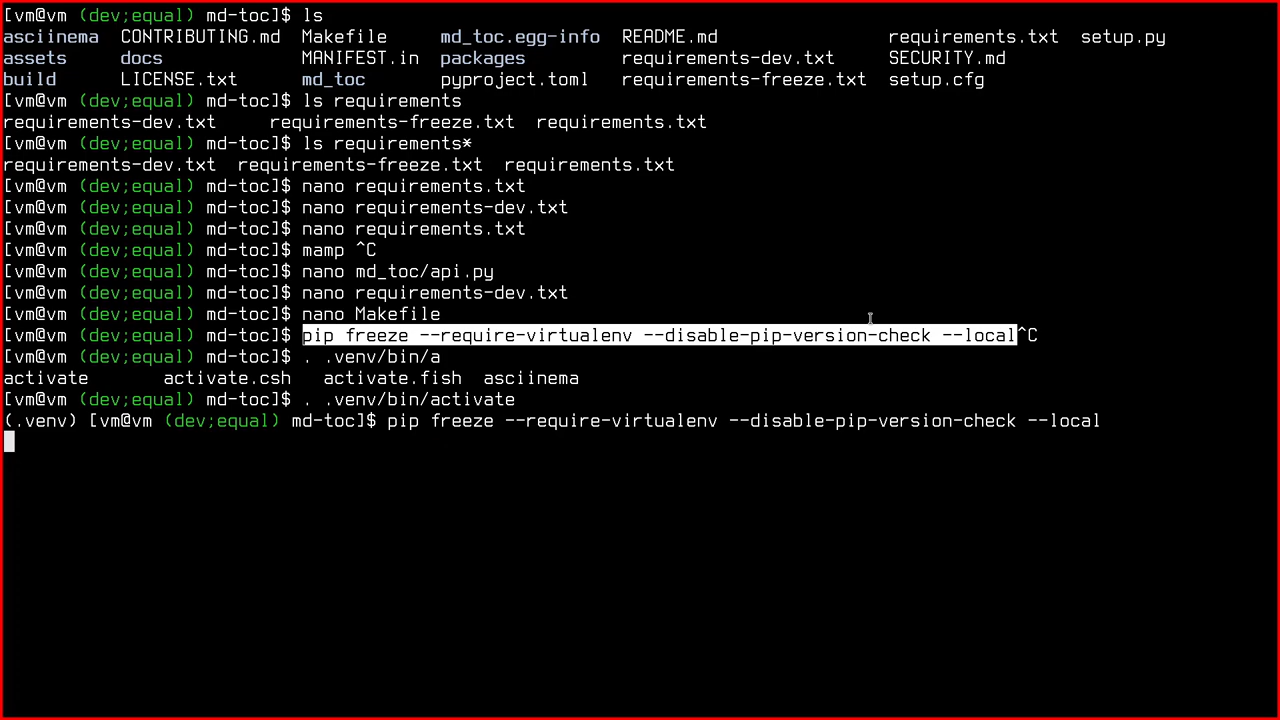 [vm@vm (dev;equal) md-toc]$ ls
asciinema  CONTRIBUTING.md  Makefile     md_toc.egg-info  README.md                requirements.txt  setup.py
assets     docs             MANIFEST.in  packages         requirements-dev.txt     SECURITY.md
build      LICENSE.txt      md_toc       pyproject.toml   requirements-freeze.txt  setup.cfg
[vm@vm (dev;equal) md-toc]$ ls requirements
requirements-dev.txt     requirements-freeze.txt  requirements.txt
[vm@vm (dev;equal) md-toc]$ ls requirements*
requirements-dev.txt  requirements-freeze.txt  requirements.txt
[vm@vm (dev;equal) md-toc]$ nano requirements.txt
[vm@vm (dev;equal) md-toc]$ nano requirements-dev.txt
[vm@vm (dev;equal) md-toc]$ nano requirements.txt
[vm@vm (dev;equal) md-toc]$ mamp ^C
[vm@vm (dev;equal) md-toc]$ nano md_toc/api.py
[vm@vm (dev;equal) md-toc]$ nano requirements-dev.txt
[vm@vm (dev;equal) md-toc]$ nano Makefile
[vm@vm (dev;equal) md-toc]$ pip freeze --require-virtualenv --disable-pip-version-check --local^C
[vm@vm (dev;equal) md-toc]$ . .venv/bin/a
activate       activate.csh   activate.fish  asciinema
[vm@vm (dev;equal) md-toc]$ . .venv/bin/activate
(.venv) [vm@vm (dev;equal) md-toc]$ pip freeze --require-virtualenv --disable-pip-version-check --local